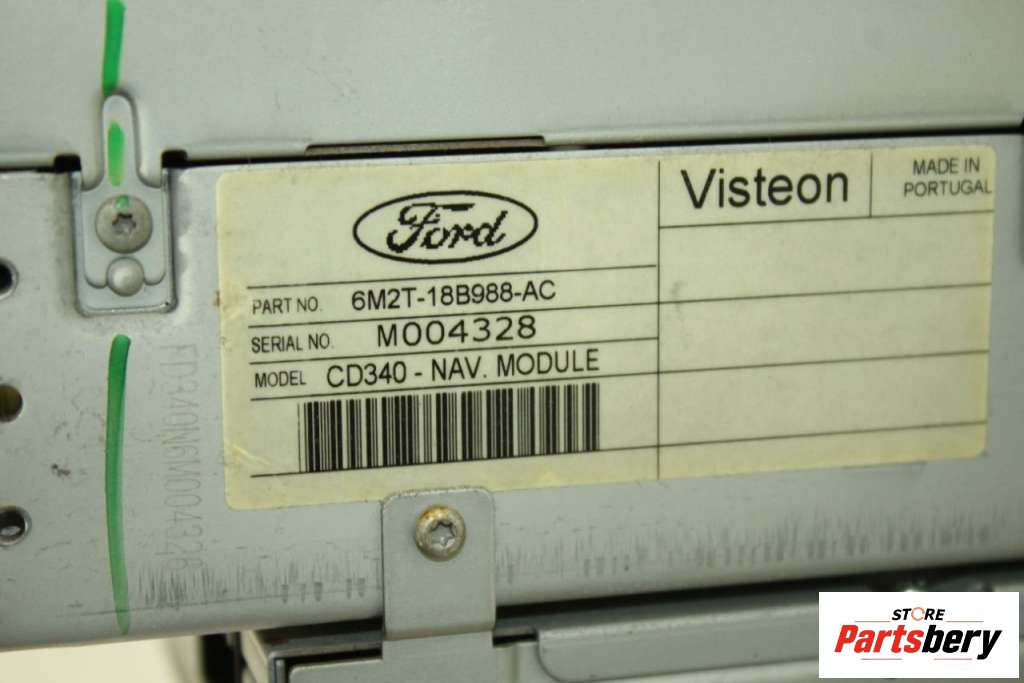 Ford
PART NO. 6M2T-18B988-AC
SERIAL NO. M004328
MODEL CD340 - NAV. MODULE
Visteon
MADE IN
PORTUGAL
STORE
Partsbery